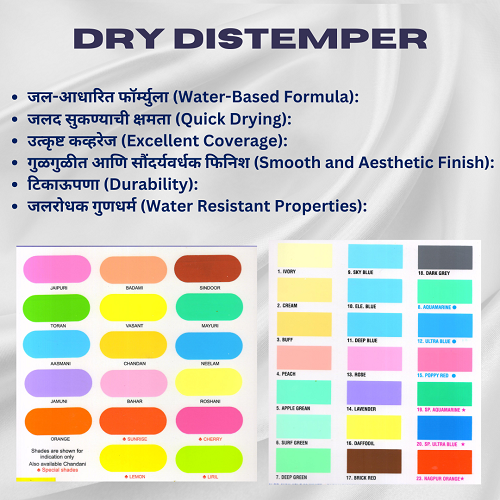 DRY DISTEMPER
• जल-आधारित फॉर्म्युला (Water-Based Formula):
• जलद सुकण्याची क्षमता (Quick Drying):
• उत्कृष्ट कव्हरेज (Excellent Coverage):
• गुळगुळीत आणि सौंदर्यवर्धक फिनिश (Smooth and Aesthetic Finish):
• टिकाऊपणा (Durability):
• जलरोधक गुणधर्म (Water Resistant Properties):
JAIPURI BADAMI SINDOOR
TORAN VASANT MAYURI
AASMANI CHANDAN NEELAM
JAMUNI BAHAR ROSHANI
ORANGE ♠ SUNRISE ♠ CHERRY
Shades are shown for
indication only
Also available Chandani
♠ Special shades
♠ LEMON ♠ LIRIL
1. IVORY 9. SKY BLUE 18. DARK GREY
2. CREAM 10. ELE. BLUE 8. AQUAMARINE ●
3. BUFF 11. DEEP BLUE 12. ULTRA BLUE ●
4. PEACH 13. ROSE 15. POPPY RED ●
5. APPLE GREAN 14. LAVENDER 19. SP. AQUAMARINE ★
6. SURF GREEN 16. DAFFODIL 20. SP. ULTRA BLUE ★
7. DEEP GREEN 17. BRICK RED 22. NAGPUR ORANGE ★